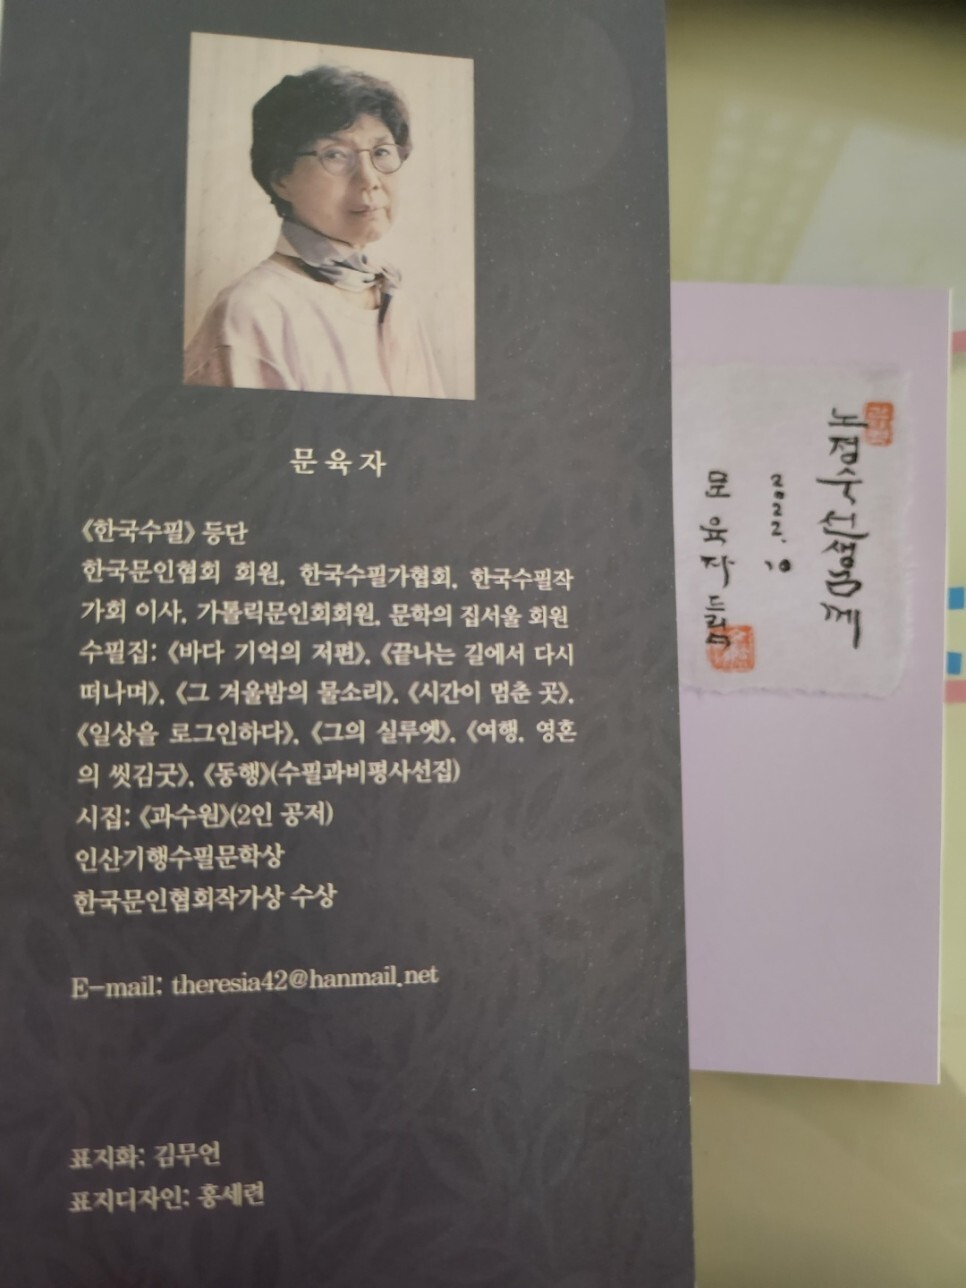 문육자
《한국수필》 등단
한국문인협회 회원, 한국수필가협회, 한국수필작
가회 이사, 가톨릭문인회회원, 문학의 집서울 회원
수필집: 《바다 기억의 저편》, 《끝나는 길에서 다시
떠나며》, 《그 겨울밤의 물소리》, 《시간이 멈춘 곳》,
《일상을 로그인하다》, 《그의 실루엣》, 《여행, 영혼
의 씻김굿》, 《동행》(수필과비평사선집)
시집: 《과수원》(2인 공저)
인산기행수필문학상
한국문인협회작가상 수상
E-mail: theresia42@hanmail.net
표지화: 김무언
표지디자인: 홍세련
노정숙선생님께
2022. 10
문육자드림